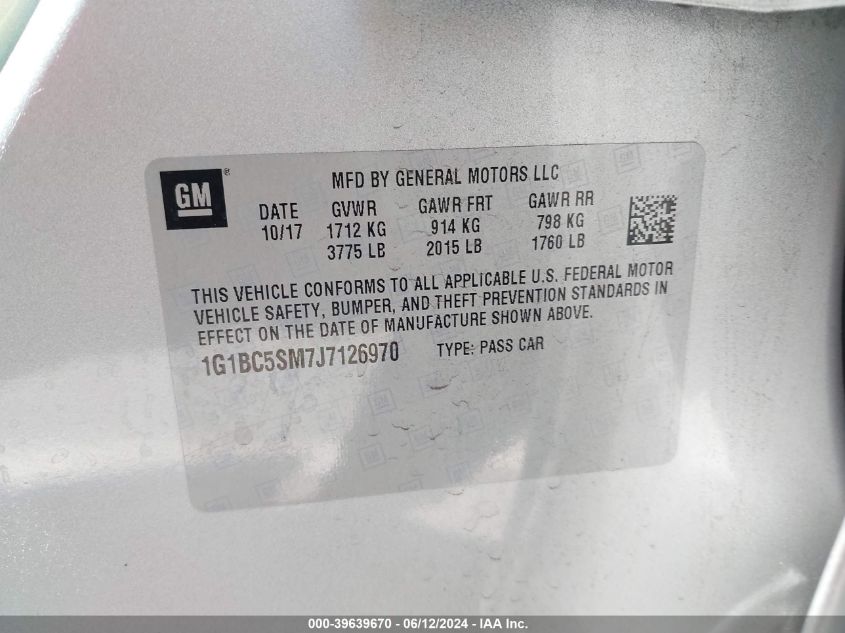 GM®
MFD BY GENERAL MOTORS LLC
DATE GVWR GAWR FRT GAWR RR
10/17 1712 KG 914 KG 798 KG
3775 LB 2015 LB 1760 LB
THIS VEHICLE CONFORMS TO ALL APPLICABLE U.S. FEDERAL MOTOR
VEHICLE SAFETY, BUMPER, AND THEFT PREVENTION STANDARDS IN
EFFECT ON THE DATE OF MANUFACTURE SHOWN ABOVE.
1G1BC5SM7J7126970 TYPE: PASS CAR
000-39639670 - 06/12/2024 - IAA Inc.